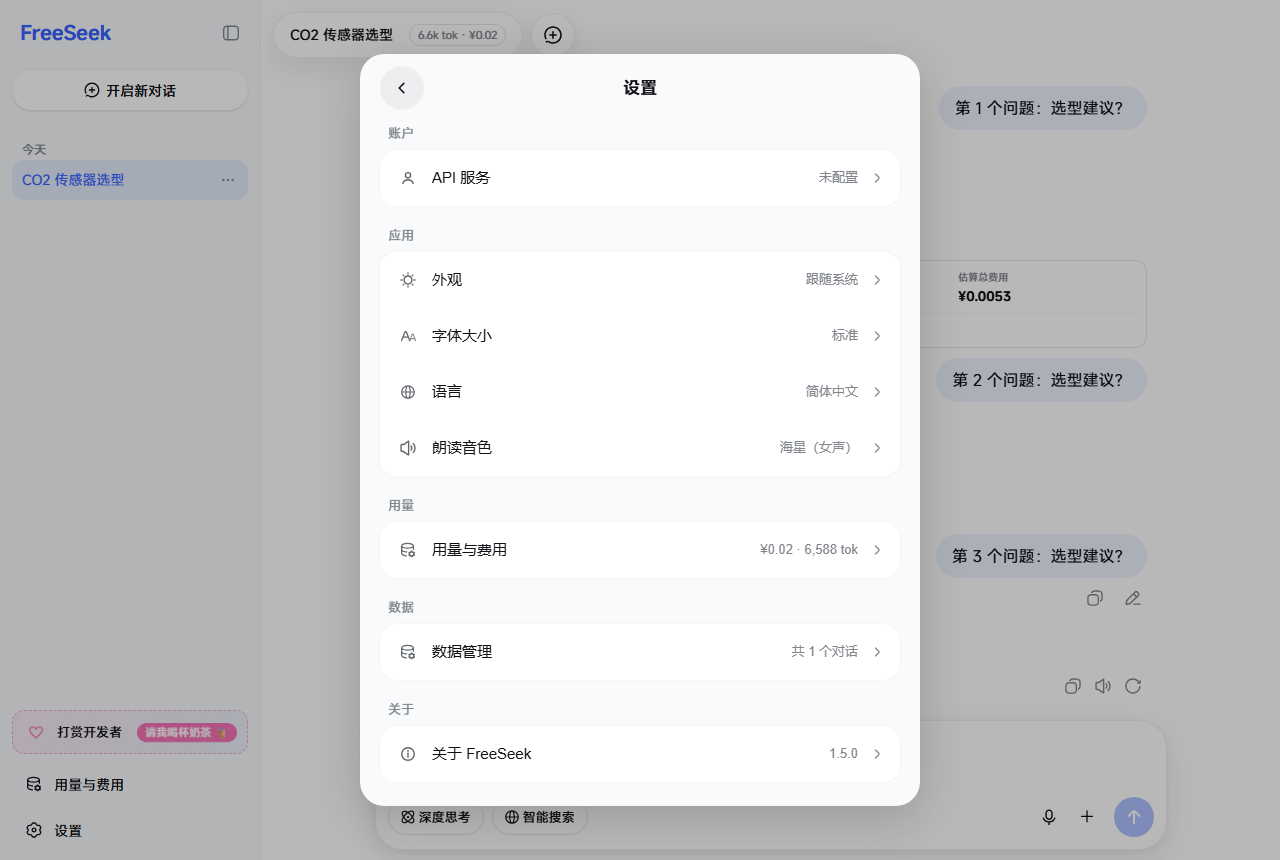 FreeSeek
开启新对话
今天
CO2 传感器选型
打赏开发者
请我喝杯奶茶
用量与费用
设置
CO2 传感器选型
6.6k tok · ¥0.02
第 1 个问题：选型建议？
估算总费用
¥0.0053
第 2 个问题：选型建议？
第 3 个问题：选型建议？
深度思考
智能搜索
设置
账户
API 服务 未配置
应用
外观 跟随系统
字体大小 标准
语言 简体中文
朗读音色 海星（女声）
用量
用量与费用 ¥0.02 · 6,588 tok
数据
数据管理 共 1 个对话
关于
关于 FreeSeek 1.5.0